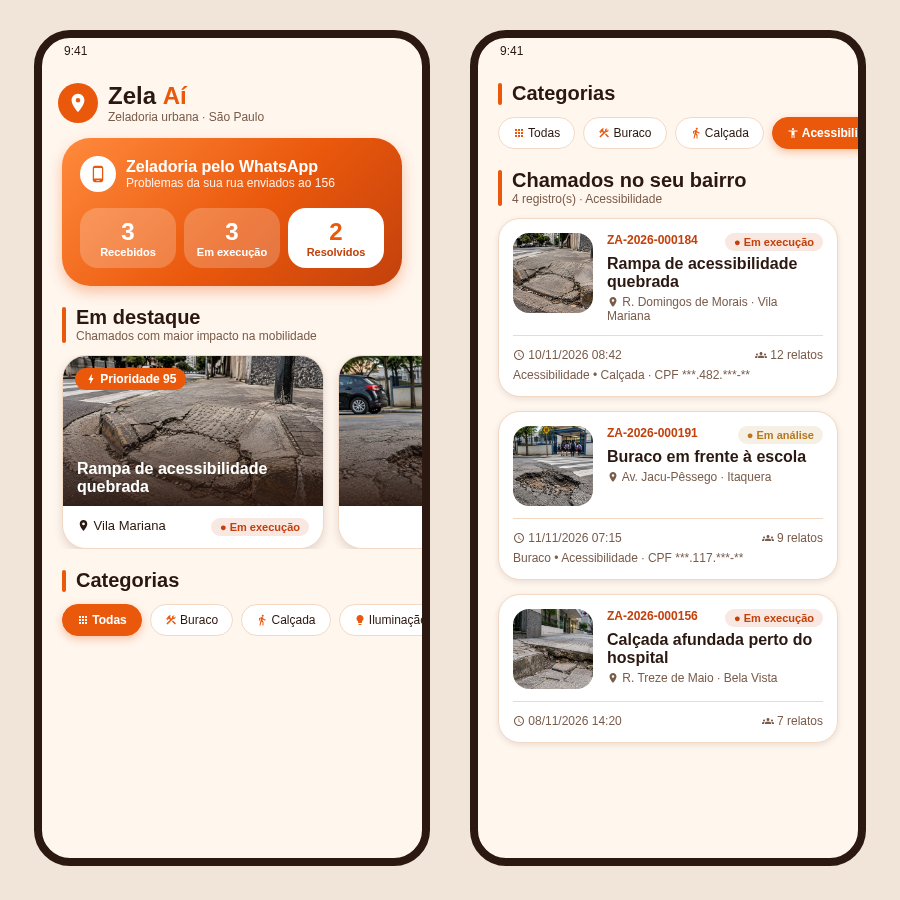 9:41
Zela Aí
Zeladoria urbana · São Paulo
Zeladoria pelo WhatsApp
Problemas da sua rua enviados ao 156
3
Recebidos
3
Em execução
2
Resolvidos
Em destaque
Chamados com maior impacto na mobilidade
Prioridade 95
Rampa de acessibilidade
quebrada
Vila Mariana
● Em execução
Categorias
Todas
Buraco
Calçada
Iluminaçã
9:41
Categorias
Todas
Buraco
Calçada
Acessibili
Chamados no seu bairro
4 registro(s) · Acessibilidade
ZA-2026-000184
● Em execução
Rampa de acessibilidade
quebrada
R. Domingos de Morais · Vila
Mariana
10/11/2026 08:42
12 relatos
Acessibilidade • Calçada · CPF ***.482.***-**
ZA-2026-000191
● Em análise
Buraco em frente à escola
Av. Jacu-Pêssego · Itaquera
11/11/2026 07:15
9 relatos
Buraco • Acessibilidade · CPF ***.117.***-**
ZA-2026-000156
● Em execução
Calçada afundada perto do
hospital
R. Treze de Maio · Bela Vista
08/11/2026 14:20
7 relatos